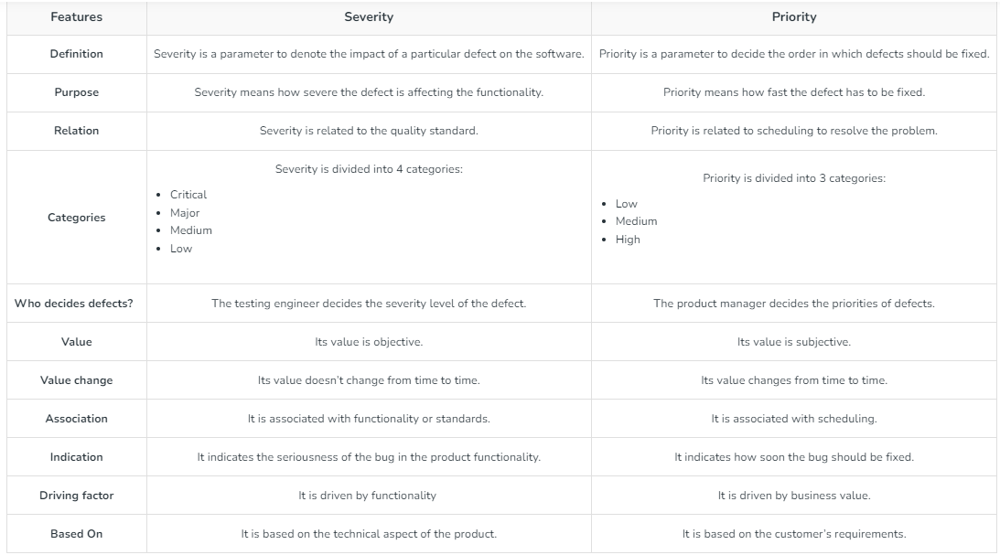 Features Severity Priority
Definition Severity is a parameter to denote the impact of a particular defect on the software. Priority is a parameter to decide the order in which defects should be fixed.
Purpose Severity means how severe the defect is affecting the functionality. Priority means how fast the defect has to be fixed.
Relation Severity is related to the quality standard. Priority is related to scheduling to resolve the problem.
Categories
Severity is divided into 4 categories:
• Critical
• Major
• Medium
• Low
Priority is divided into 3 categories:
• Low
• Medium
• High
Who decides defects? The testing engineer decides the severity level of the defect. The product manager decides the priorities of defects.
Value Its value is objective. Its value is subjective.
Value change Its value doesn't change from time to time. Its value changes from time to time.
Association It is associated with functionality or standards. It is associated with scheduling.
Indication It indicates the seriousness of the bug in the product functionality. It indicates how soon the bug should be fixed.
Driving factor It is driven by functionality It is driven by business value.
Based On It is based on the technical aspect of the product. It is based on the customer's requirements.